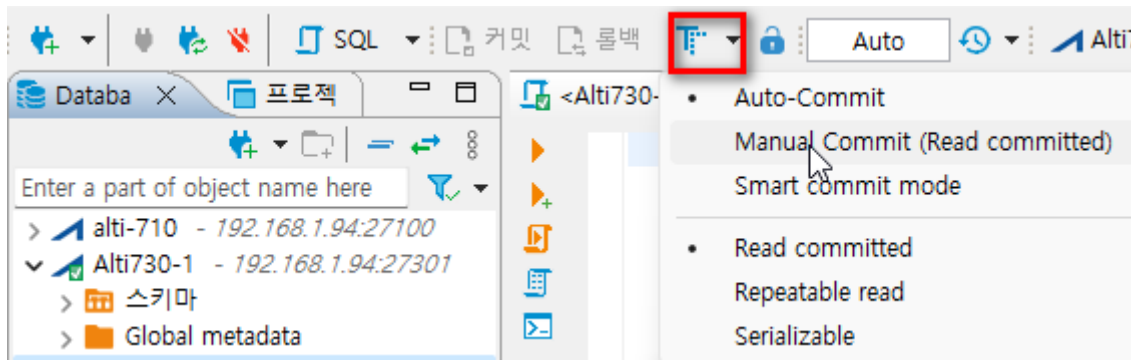 SQL 커밋 롤백 Auto
Databa 프로젝트 <Alti730- Auto-Commit
Manual Commit (Read committed)
Enter a part of object name here Smart commit mode
alti-710 - 192.168.1.94:27100
Alti730-1 - 192.168.1.94:27301 Read committed
스키마 Repeatable read
Global metadata Serializable